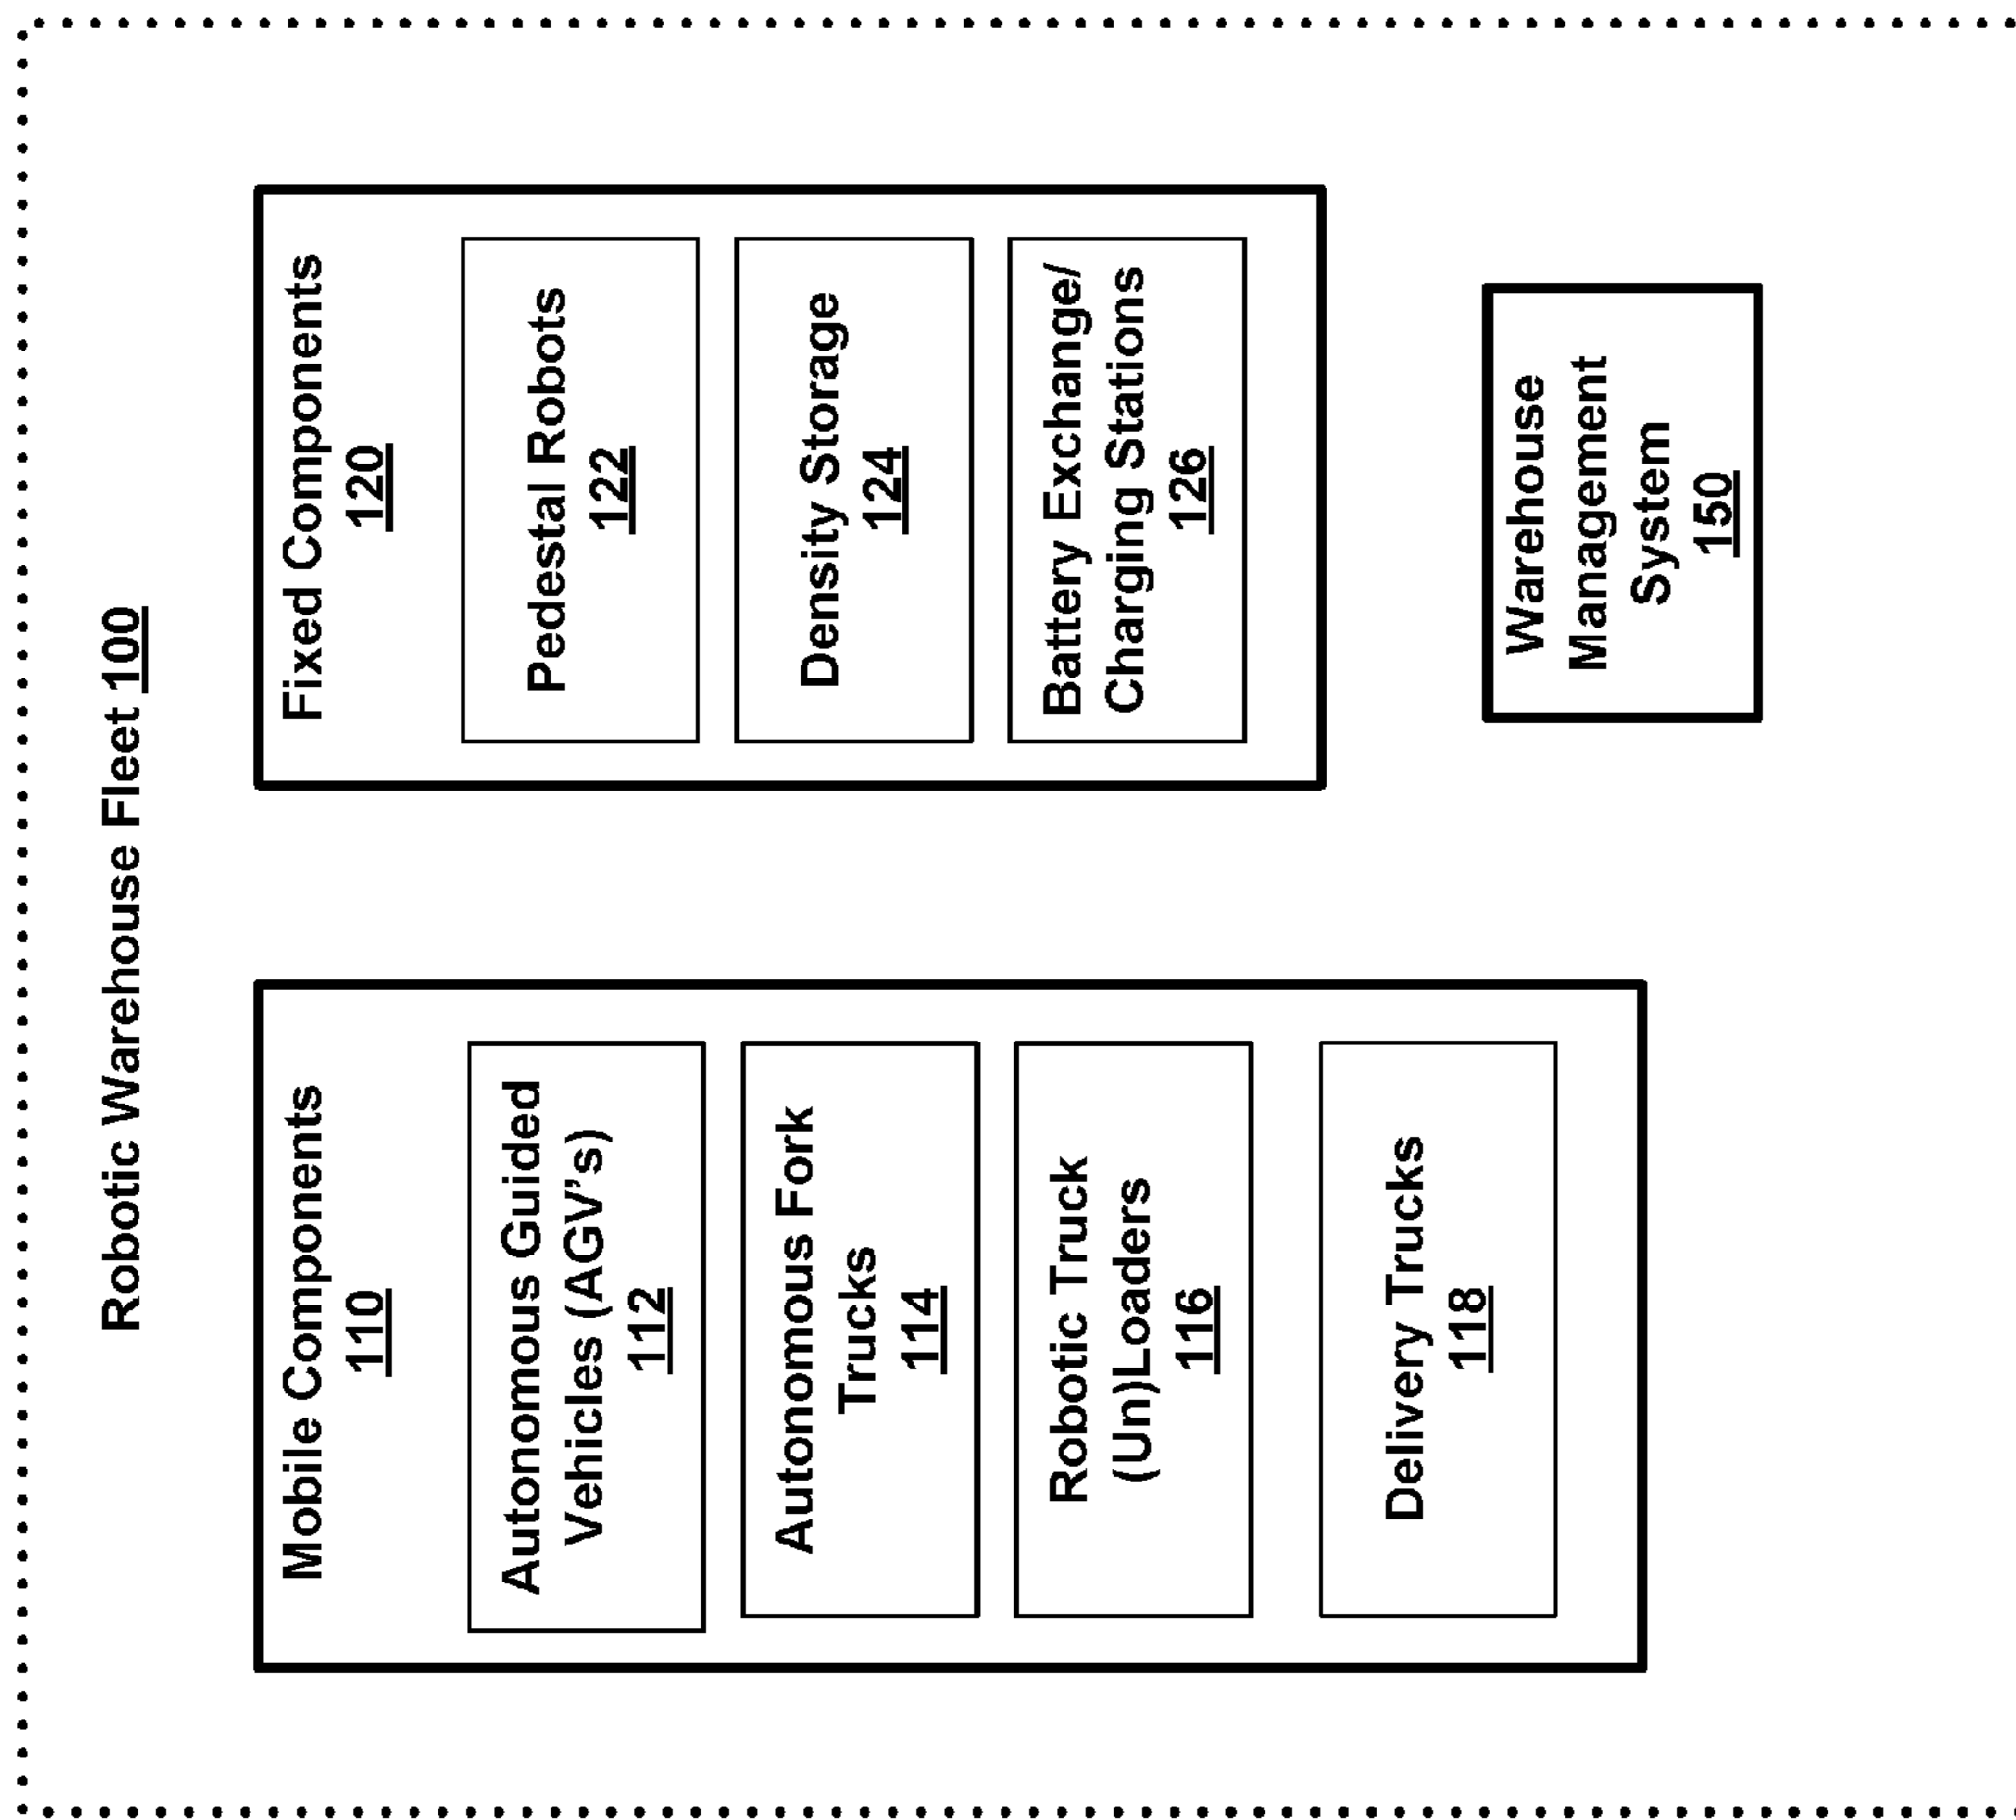 Robotic Warehouse Fleet 100
Mobile Components
110
Autonomous Guided
Vehicles (AGV's)
112
Autonomous Fork
Trucks
114
Robotic Truck
(Un)Loaders
116
Delivery Trucks
118
Fixed Components
120
Pedestal Robots
122
Density Storage
124
Battery Exchange/
Charging Stations
126
Warehouse
Management
System
150